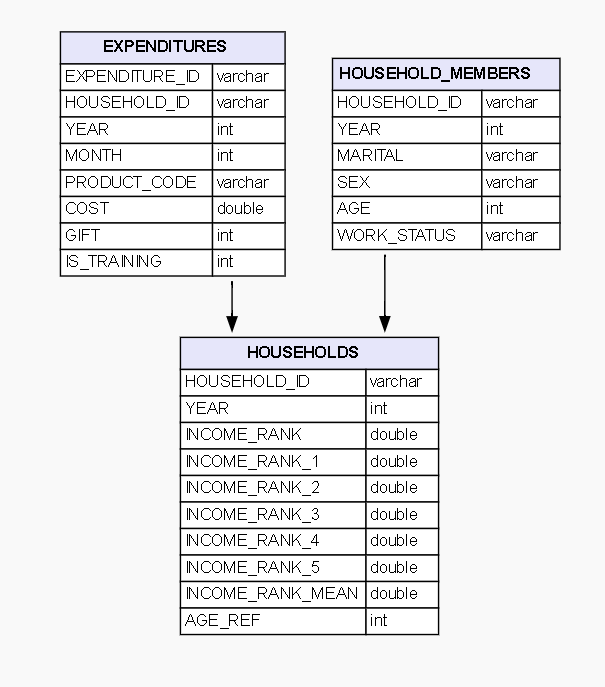 EXPENDITURES
EXPENDITURE_ID varchar
HOUSEHOLD_ID varchar
YEAR int
MONTH int
PRODUCT_CODE varchar
COST double
GIFT int
IS_TRAINING int
HOUSEHOLD_MEMBERS
HOUSEHOLD_ID varchar
YEAR int
MARITAL varchar
SEX varchar
AGE int
WORK_STATUS varchar
HOUSEHOLDS
HOUSEHOLD_ID varchar
YEAR int
INCOME_RANK double
INCOME_RANK_1 double
INCOME_RANK_2 double
INCOME_RANK_3 double
INCOME_RANK_4 double
INCOME_RANK_5 double
INCOME_RANK_MEAN double
AGE_REF int